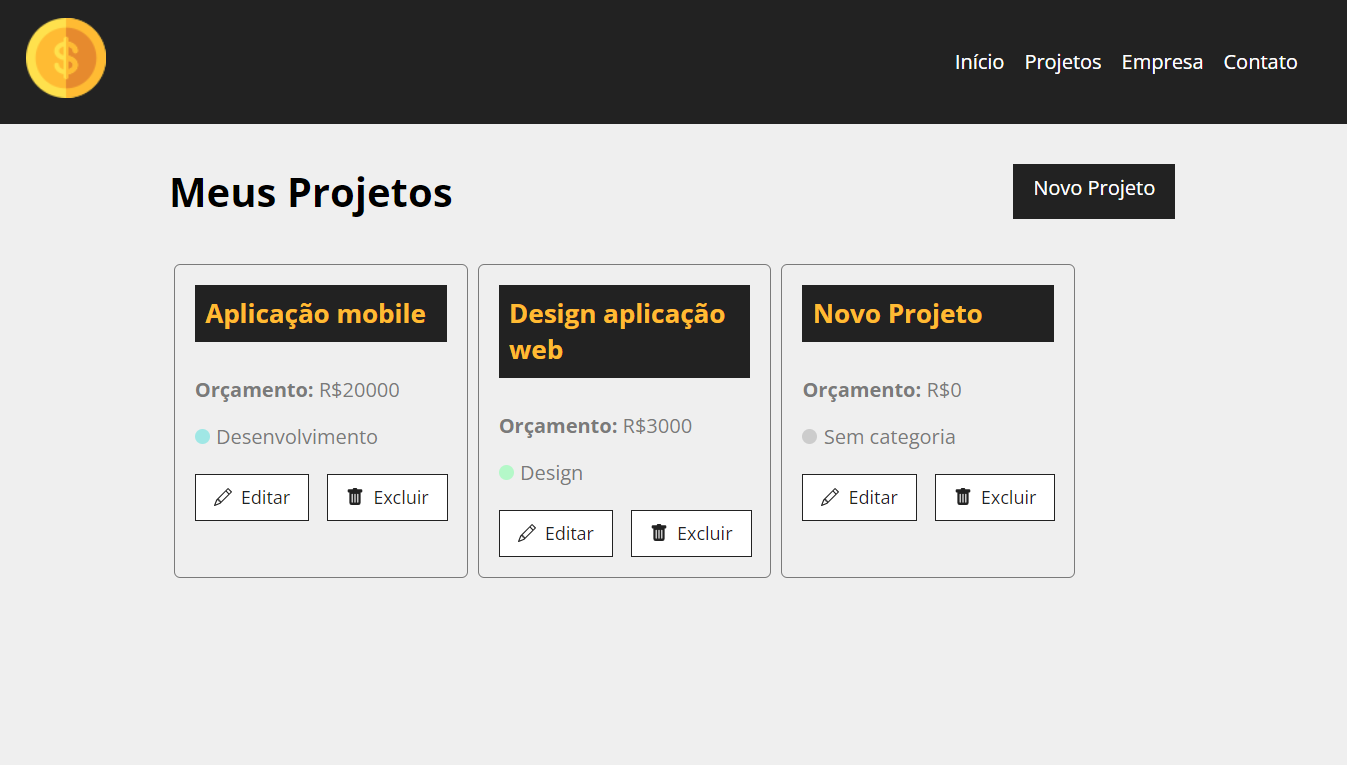 $
Início Projetos Empresa Contato
Meus Projetos
Novo Projeto
Aplicação mobile
Orçamento: R$20000
Desenvolvimento
Editar Excluir
Design aplicação
web
Orçamento: R$3000
Design
Editar Excluir
Novo Projeto
Orçamento: R$0
Sem categoria
Editar Excluir